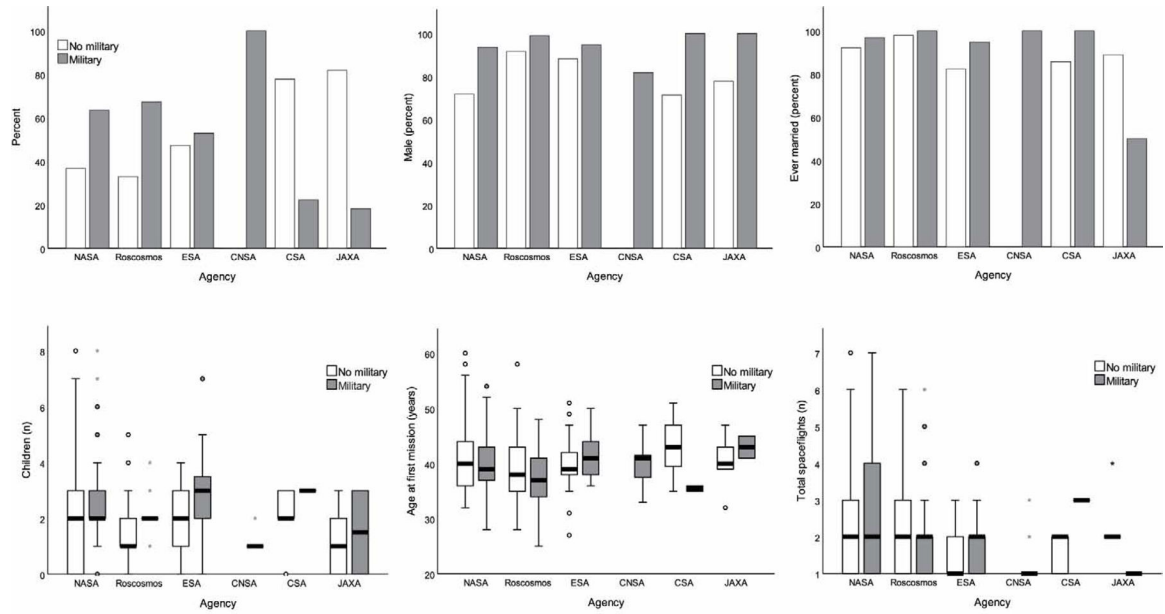 100
80
60
40
20
0
Percent
No military
Military
NASA Roscosmos ESA CNSA CSA JAXA
Agency
100
80
60
40
20
0
Male (percent)
NASA Roscosmos ESA CNSA CSA JAXA
Agency
100
80
60
40
20
0
Ever married (percent)
NASA Roscosmos ESA CNSA CSA JAXA
Agency
8
6
4
2
0
Children (n)
No military
Military
NASA Roscosmos ESA CNSA CSA JAXA
Agency
60
50
40
30
20
Age at first mission (years)
No military
Military
NASA Roscosmos ESA CNSA CSA JAXA
Agency
7
6
5
4
3
2
1
Total spaceflights (n)
No military
Military
NASA Roscosmos ESA CNSA CSA JAXA
Agency